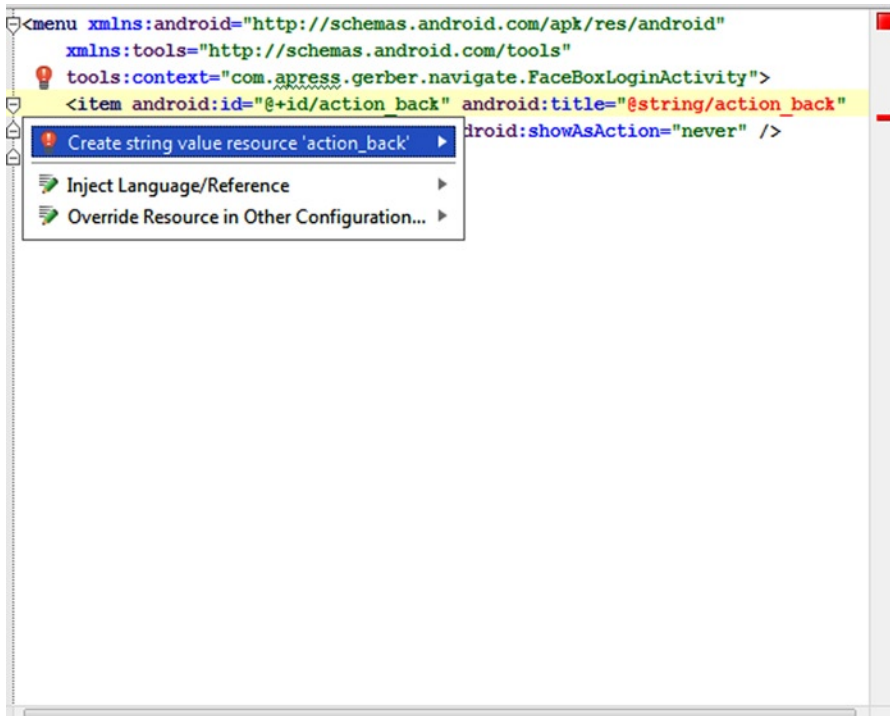 <menu xmlns:android="http://schemas.android.com/apk/res/android"
xmlns:tools="http://schemas.android.com/tools"
tools:context="com.apress.gerber.navigate.FaceBoxLoginActivity">
<item android:id="@+id/action_back" android:title="@string/action_back"
droid:showAsAction="never" />
Create string value resource 'action_back'
Inject Language/Reference
Override Resource in Other Configuration...